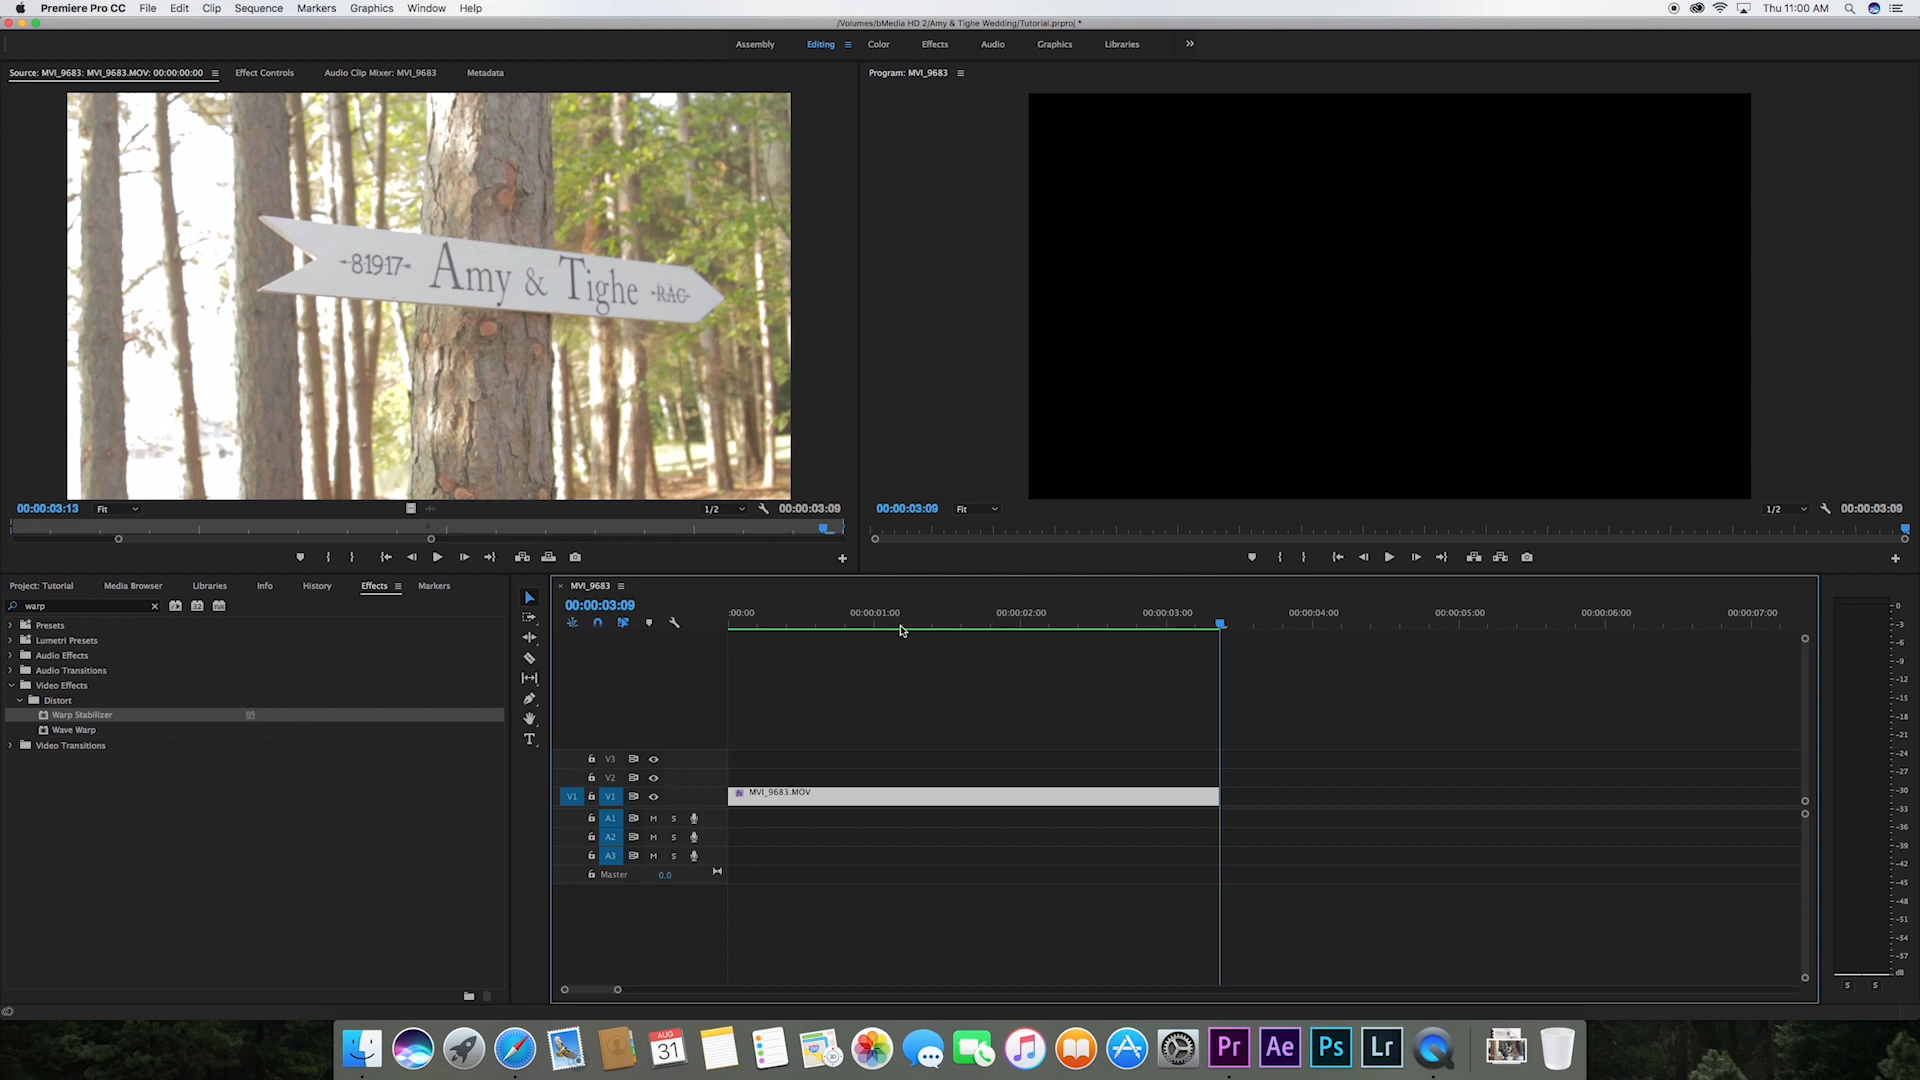 Premiere Pro CC File Edit Clip Sequence Markers Graphics Window Help Thu 11:00 AM
/Volumes/bMedia HD 2/Amy & Tighe Wedding/Tutorial.prproj *
Assembly Editing Color Effects Audio Graphics Libraries
Source: MVI_9683: MVI_9683.MOV: 00:00:00:00 Effect Controls Audio Clip Mixer: MVI_9683 Metadata
Program: MVI_9683
-81917- Amy & Tighe -RAC-
00:00:03:13 Fit 1/2 00:00:03:09
00:00:03:09 Fit 1/2 00:00:03:09
Project: Tutorial Media Browser Libraries Info History Effects Markers
warp
Presets
Lumetri Presets
Audio Effects
Audio Transitions
Video Effects
Distort
Warp Stabilizer
Wave Warp
Video Transitions
MVI_9683
00:00:03:09
:00:00 00:00:01:00 00:00:02:00 00:00:03:00 00:00:04:00 00:00:05:00 00:00:06:00 00:00:07:00
V3
V2
V1 V1 MVI_9683.MOV
A1 M S
A2 M S
A3 M S
Master 0.0
0
-3
-6
-9
-12
-15
-18
-21
-24
-27
-30
-33
-36
-39
-42
-45
-48
-51
-54
-57
dB
S S
AUG
31
Pr Ae Ps Lr